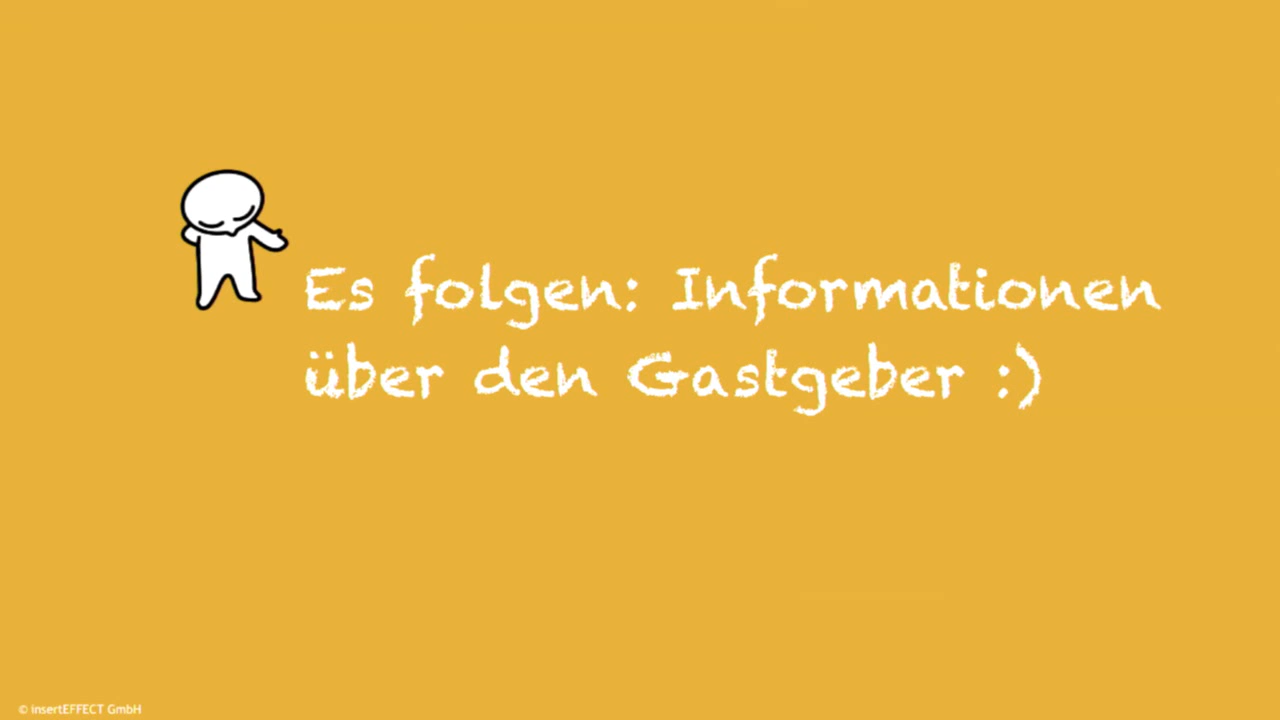 Es folgen: Informationen
über den Gastgeber :)
© insertEFFECT GmbH